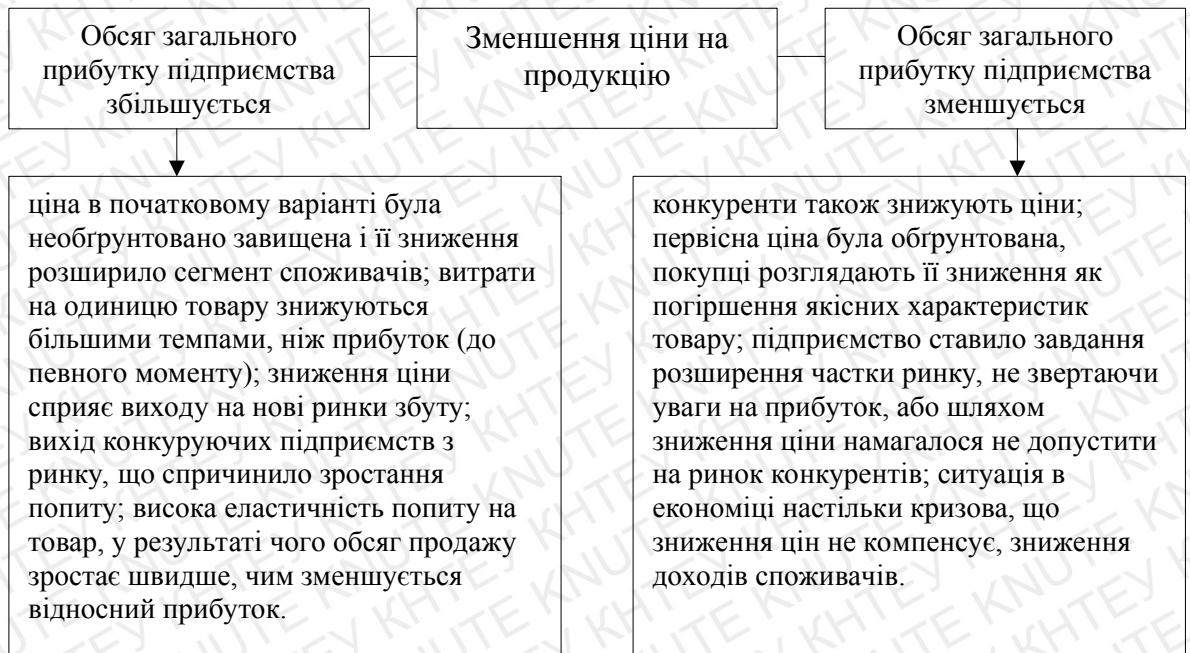 Обсяг загального
прибутку підприємства
збільшується
Зменшення ціни на
продукцію
Обсяг загального
прибутку підприємства
зменшується
ціна в початковому варіанті була
необґрунтовано завищена і її зниження
розширило сегмент споживачів; витрати
на одиницю товару знижуються
більшими темпами, ніж прибуток (до
певного моменту); зниження ціни
сприяє виходу на нові ринки збуту;
вихід конкуруючих підприємств з
ринку, що спричинило зростання
попиту; висока еластичність попиту на
товар, у результаті чого обсяг продажу
зростає швидше, чим зменшується
відносний прибуток.
конкуренти також знижують ціни;
первісна ціна була обґрунтована,
покупці розглядають її зниження як
погіршення якісних характеристик
товару; підприємство ставило завдання
розширення частки ринку, не звертаючи
уваги на прибуток, або шляхом
зниження ціни намагалося не допустити
на ринок конкурентів; ситуація в
економіці настільки кризова, що
зниження цін не компенсує, зниження
доходів споживачів.